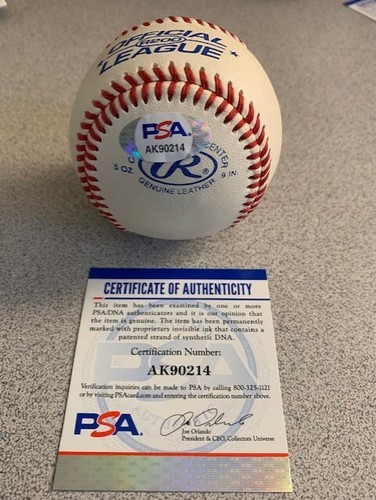 OFFICIAL
R200
LEAGUE
PSA
AK90214
CENTER
5 OZ. R 9 IN.
GENUINE LEATHER
CERTIFICATE OF AUTHENTICITY
This item has been examined by one or more
PSA/DNA authenticators and it is our opinion that
the item is genuine. The item has been permanently
marked with proprietary invisible ink that contains a
patented strand of synthetic DNA.
Certification Number:
AK90214
Verification inquiries can be made to PSA by calling 800-325-1121
or by visiting PSAcard.com and entering the certification number above.
PSA.
Joe Orlando
President & CEO, Collectors Universe